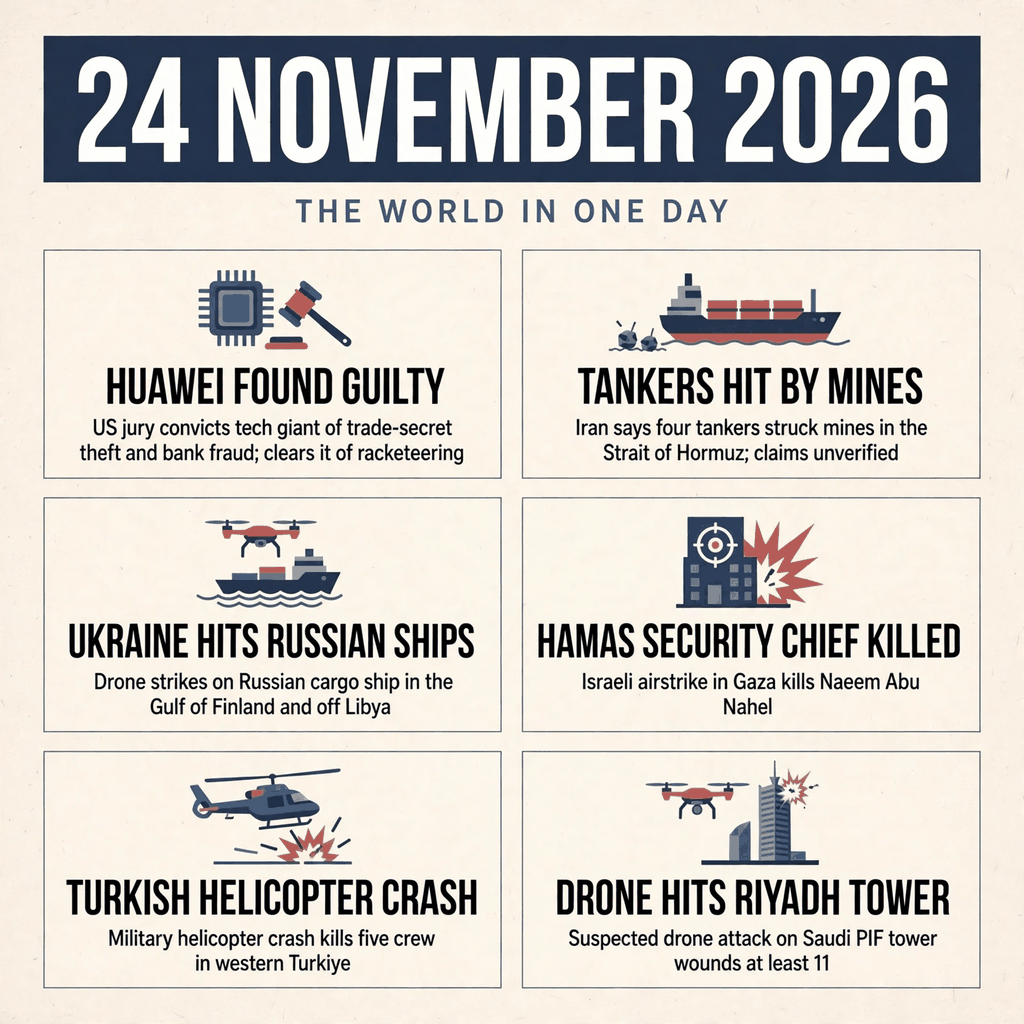 24 NOVEMBER 2026
THE WORLD IN ONE DAY
HUAWEI FOUND GUILTY
US jury convicts tech giant of trade-secret
theft and bank fraud; clears it of racketeering
TANKERS HIT BY MINES
Iran says four tankers struck mines in the
Strait of Hormuz; claims unverified
UKRAINE HITS RUSSIAN SHIPS
Drone strikes on Russian cargo ship in the
Gulf of Finland and off Libya
HAMAS SECURITY CHIEF KILLED
Israeli airstrike in Gaza kills Naeem Abu
Nahel
TURKISH HELICOPTER CRASH
Military helicopter crash kills five crew
in western Turkiye
DRONE HITS RIYADH TOWER
Suspected drone attack on Saudi PIF tower
wounds at least 11